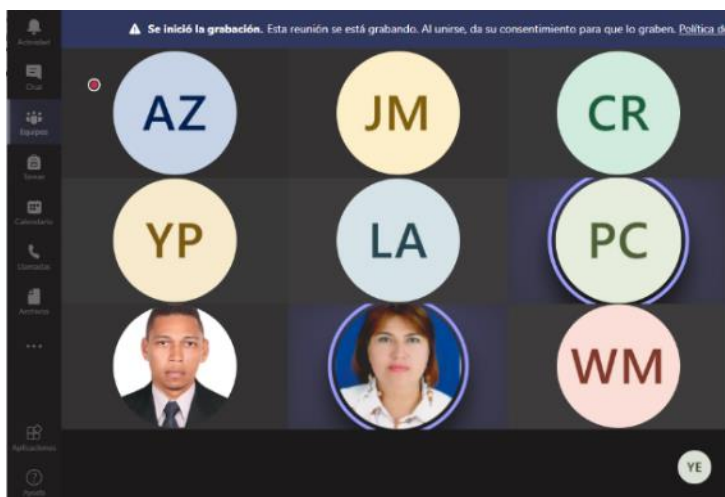 Se inició la grabación. Esta reunión se está grabando. Al unirse, da su consentimiento para que lo graben. Política de
Actividad
Chat
Equipos
Tareas
Calendario
Llamadas
Archivos
Aplicaciones
Ayuda
AZ
JM
CR
YP
LA
PC
WM
YE